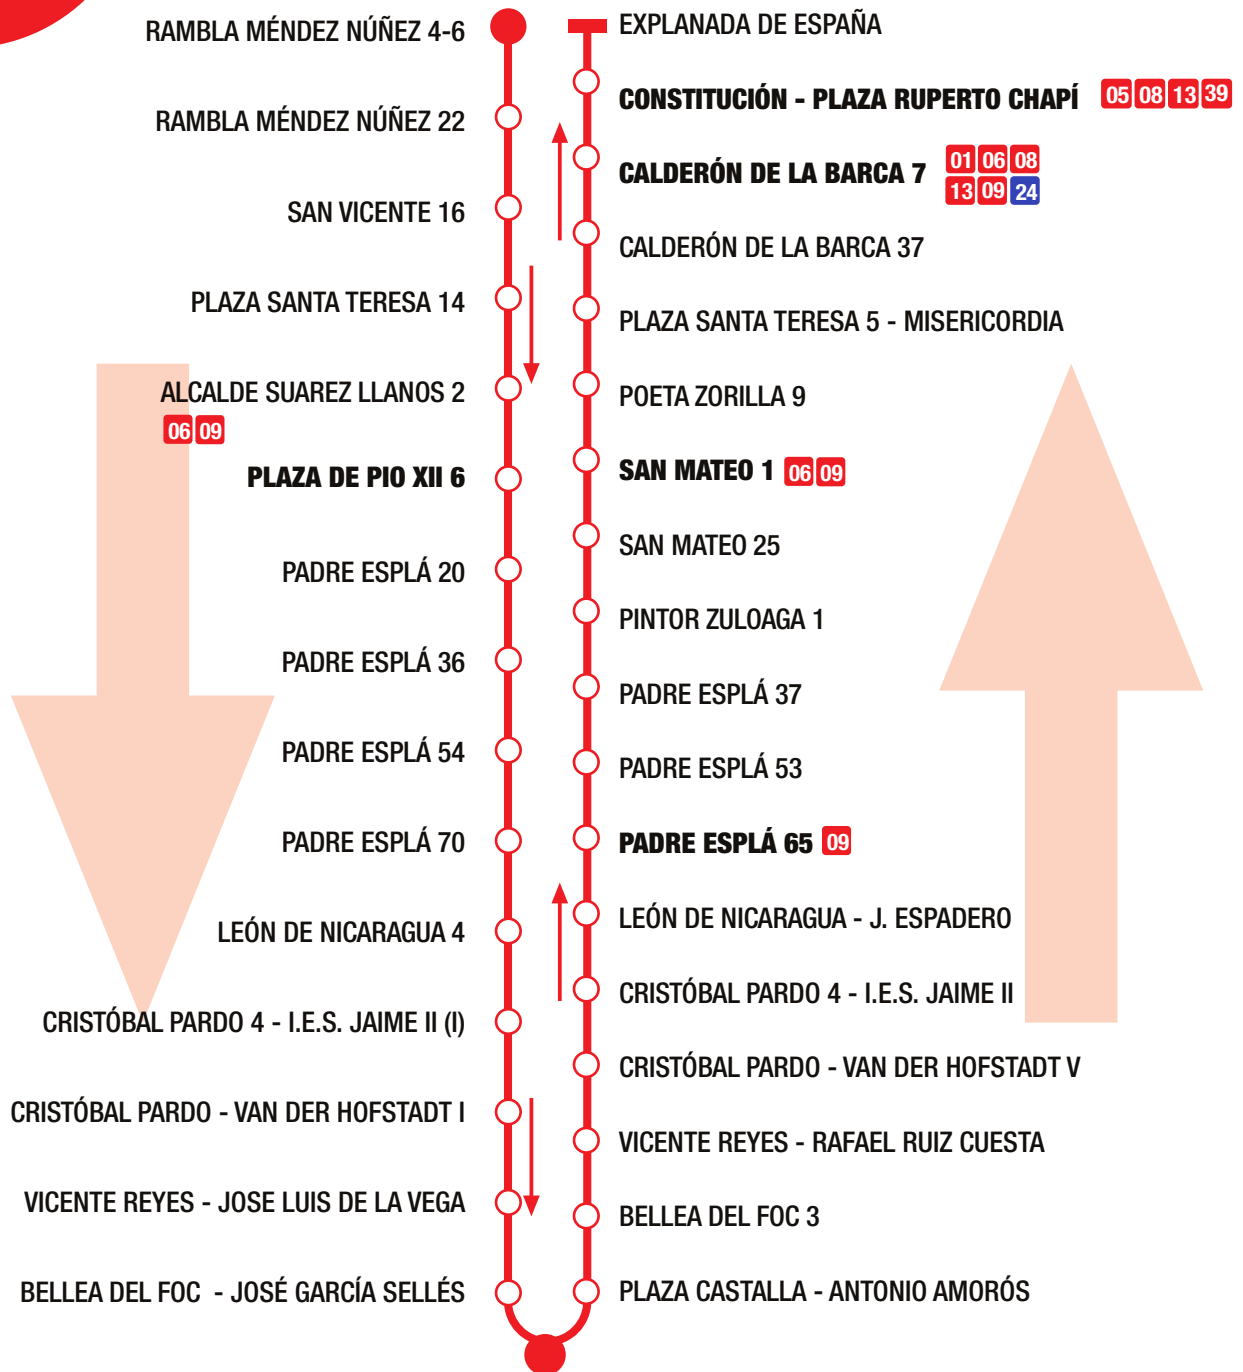 RAMBLA MÉNDEZ NÚÑEZ 4-6
RAMBLA MÉNDEZ NÚÑEZ 22
SAN VICENTE 16
PLAZA SANTA TERESA 14
ALCALDE SUAREZ LLANOS 2
06 09
PLAZA DE PIO XII 6
PADRE ESPLÁ 20
PADRE ESPLÁ 36
PADRE ESPLÁ 54
PADRE ESPLÁ 70
LEÓN DE NICARAGUA 4
CRISTÓBAL PARDO 4 - I.E.S. JAIME II (I)
CRISTÓBAL PARDO - VAN DER HOFSTADT I
VICENTE REYES - JOSE LUIS DE LA VEGA
BELLEA DEL FOC - JOSÉ GARCÍA SELLÉS
EXPLANADA DE ESPAÑA
CONSTITUCIÓN - PLAZA RUPERTO CHAPÍ 05 08 13 39
CALDERÓN DE LA BARCA 7 01 06 08
13 09 24
CALDERÓN DE LA BARCA 37
PLAZA SANTA TERESA 5 - MISERICORDIA
POETA ZORILLA 9
SAN MATEO 1 06 09
SAN MATEO 25
PINTOR ZULOAGA 1
PADRE ESPLÁ 37
PADRE ESPLÁ 53
PADRE ESPLÁ 65 09
LEÓN DE NICARAGUA - J. ESPADERO
CRISTÓBAL PARDO 4 - I.E.S. JAIME II
CRISTÓBAL PARDO - VAN DER HOFSTADT V
VICENTE REYES - RAFAEL RUIZ CUESTA
BELLEA DEL FOC 3
PLAZA CASTALLA - ANTONIO AMORÓS